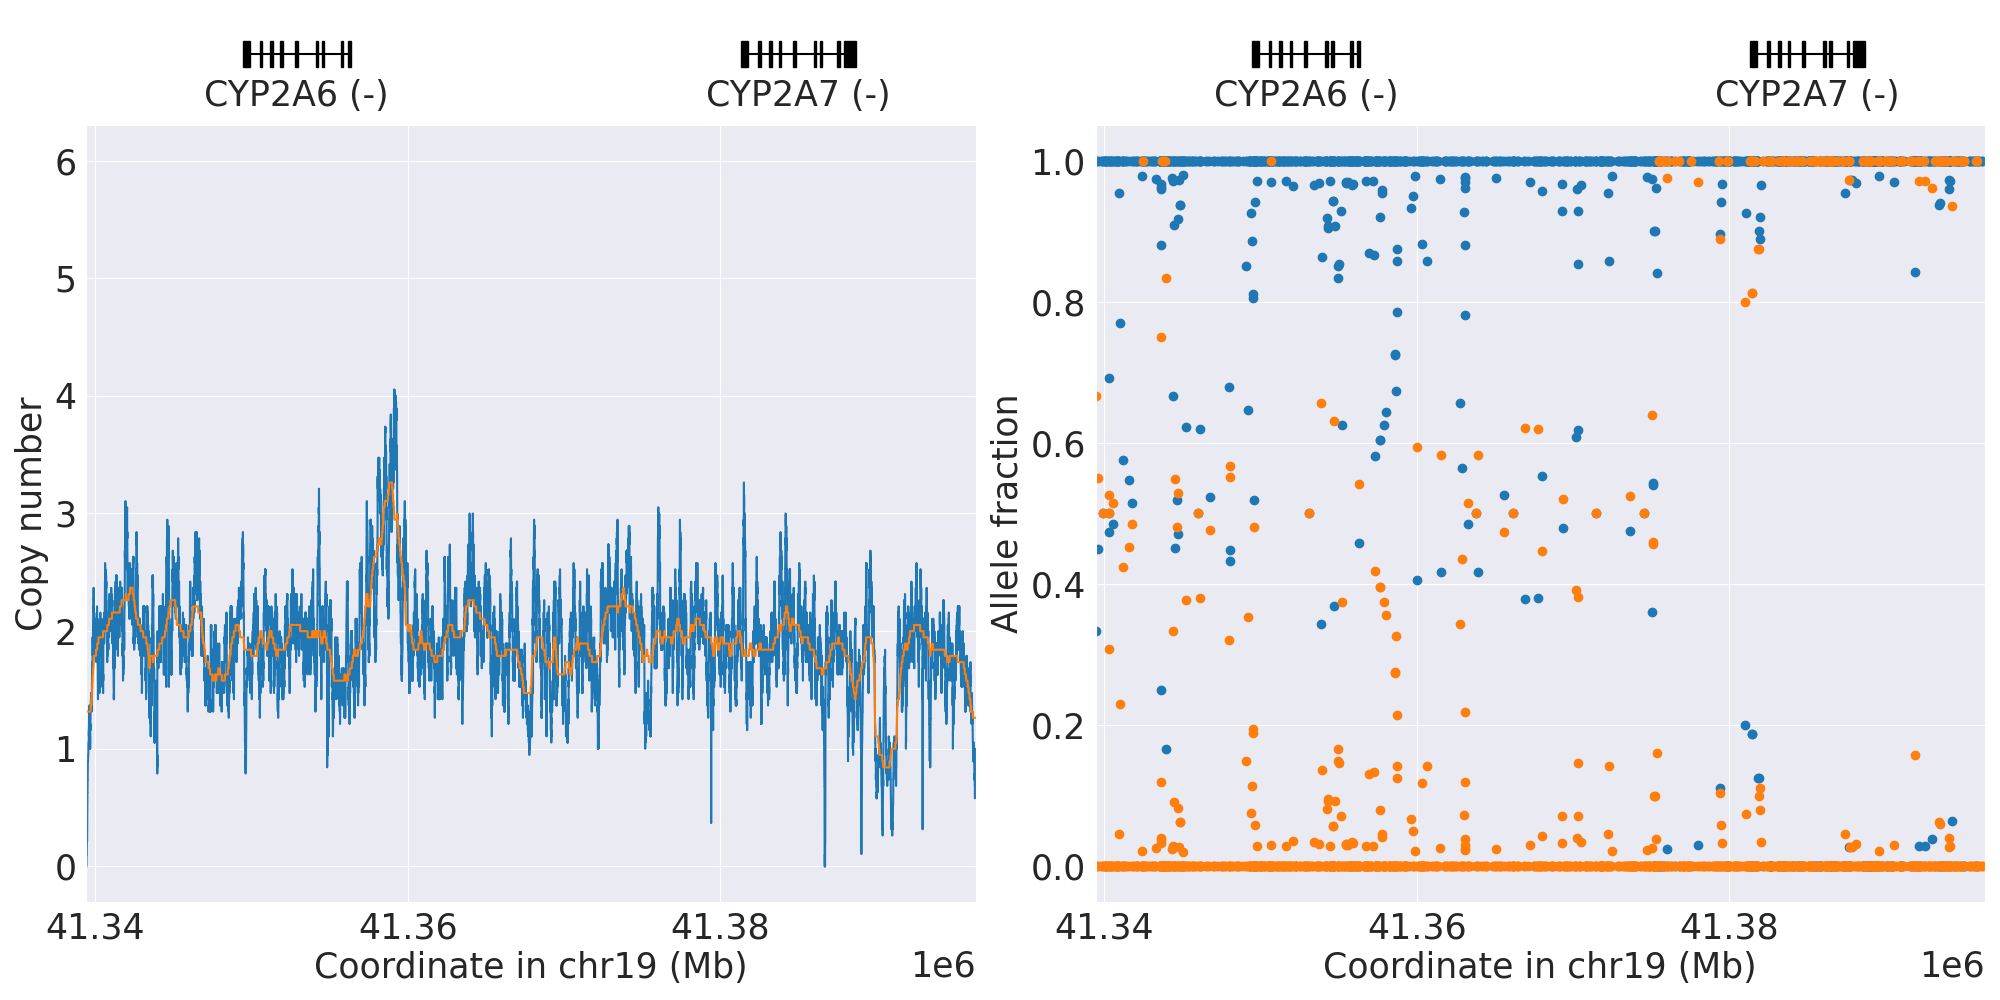 CYP2A6 (-) CYP2A7 (-) CYP2A6 (-) CYP2A7 (-)
6
5
4
3
2
1
0
Copy number
41.34 41.36 41.38
Coordinate in chr19 (Mb) 1e6
1.0
0.8
0.6
0.4
0.2
0.0
Allele fraction
41.34 41.36 41.38
Coordinate in chr19 (Mb) 1e6